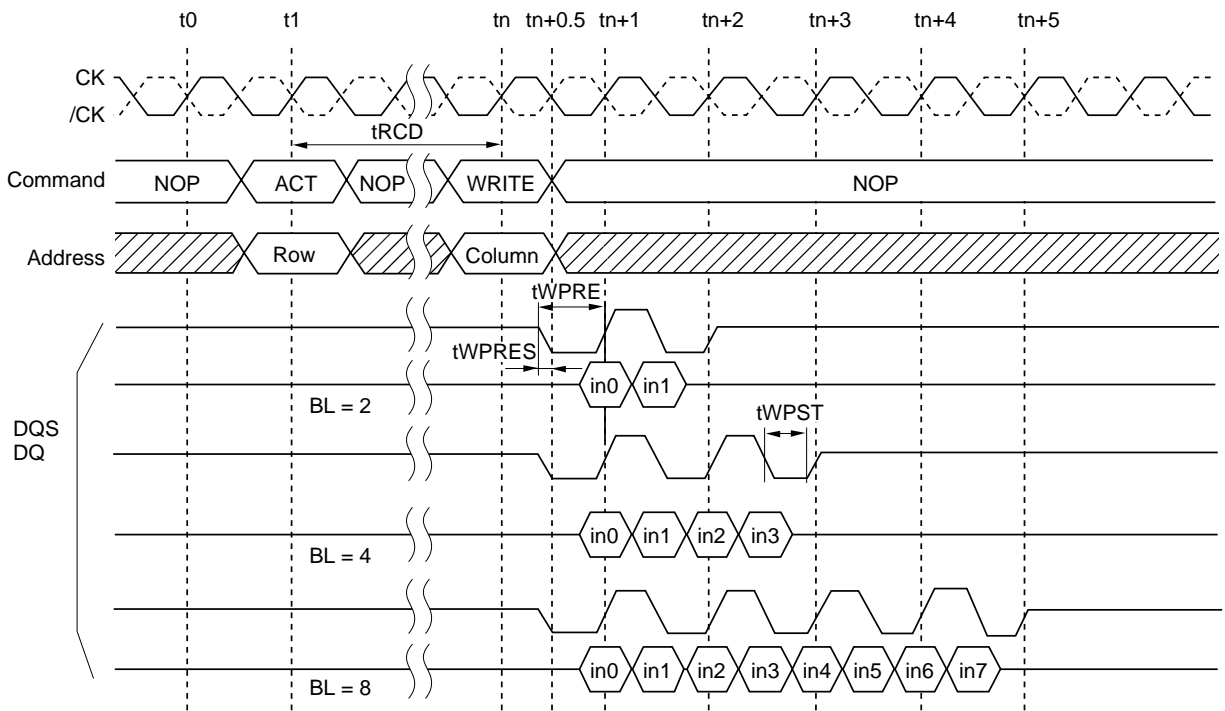 t0 t1 tn tn+0.5 tn+1 tn+2 tn+3 tn+4 tn+5
CK
/CK
tRCD
Command NOP ACT NOP WRITE NOP
Address Row Column
tWPRE
tWPRES
in0 in1
BL = 2
tWPST
DQS
DQ
in0 in1 in2 in3
BL = 4
in0 in1 in2 in3 in4 in5 in6 in7
BL = 8